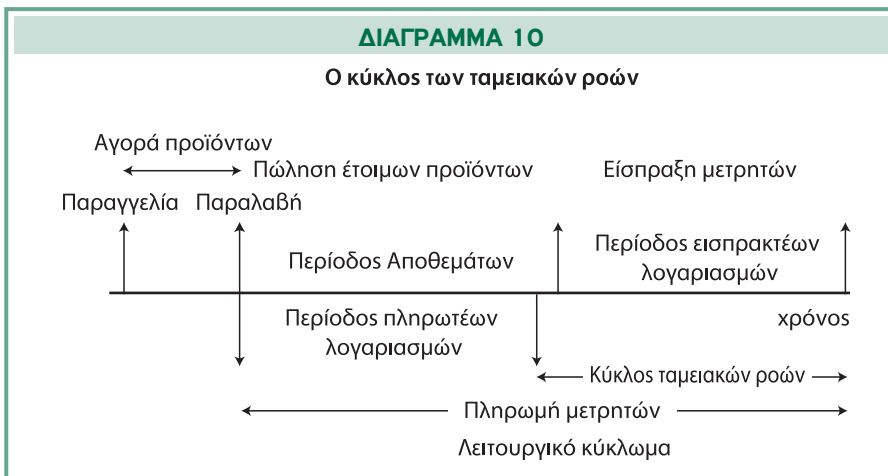 ΔΙΑΓΡΑΜΜΑ 10
Ο κύκλος των ταμειακών ροών
Αγορά προϊόντων
Πώληση έτοιμων προϊόντων
Είσπραξη μετρητών
Παραγγελία
Παραλαβή
Περίοδος Αποθεμάτων
Περίοδος εισπρακτέων
λογαριασμών
Περίοδος πληρωτέων
λογαριασμών
χρόνος
Κύκλος ταμειακών ροών
Πληρωμή μετρητών
Λειτουργικό κύκλωμα